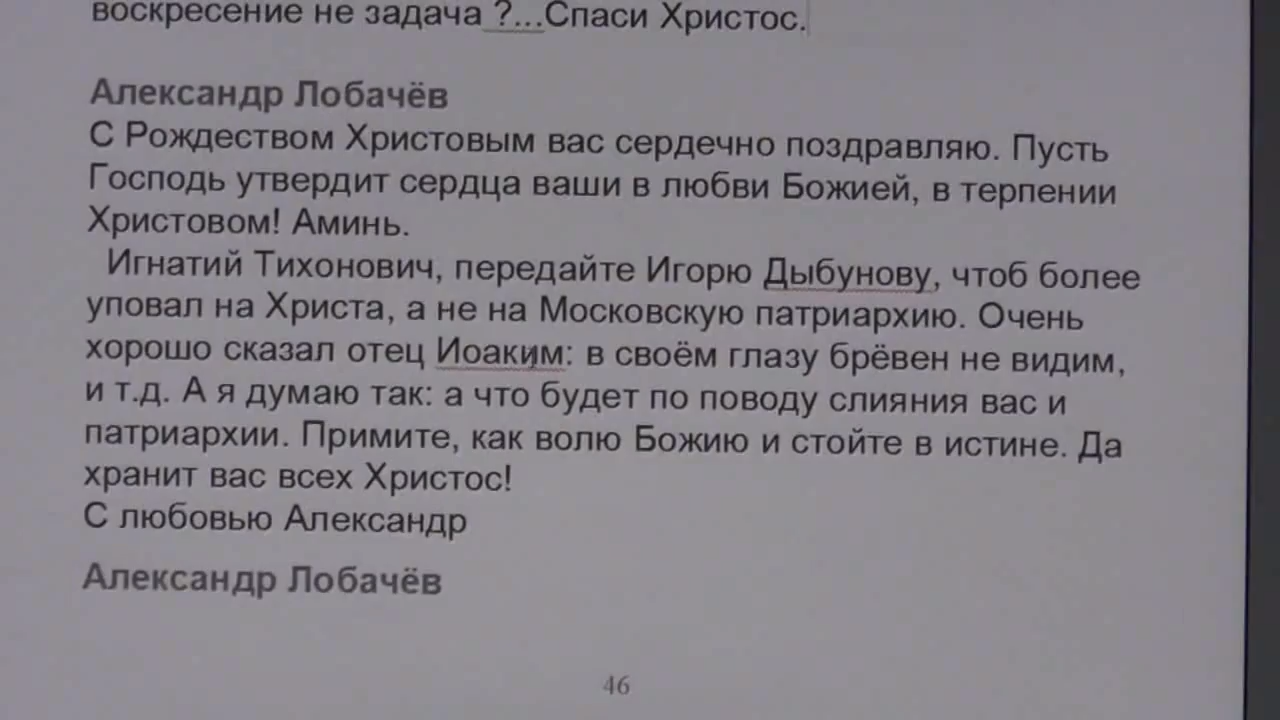 воскресение не задача ?...Спаси Христос.
Александр Лобачёв
С Рождеством Христовым вас сердечно поздравляю. Пусть
Господь утвердит сердца ваши в любви Божией, в терпении
Христовом! Аминь.
Игнатий Тихонович, передайте Игорю Дыбунову, чтоб более
уповал на Христа, а не на Московскую патриархию. Очень
хорошо сказал отец Иоаким: в своём глазу брёвен не видим,
и т.д. А я думаю так: а что будет по поводу слияния вас и
патриархии. Примите, как волю Божию и стойте в истине. Да
хранит вас всех Христос!
С любовью Александр
Александр Лобачёв
46